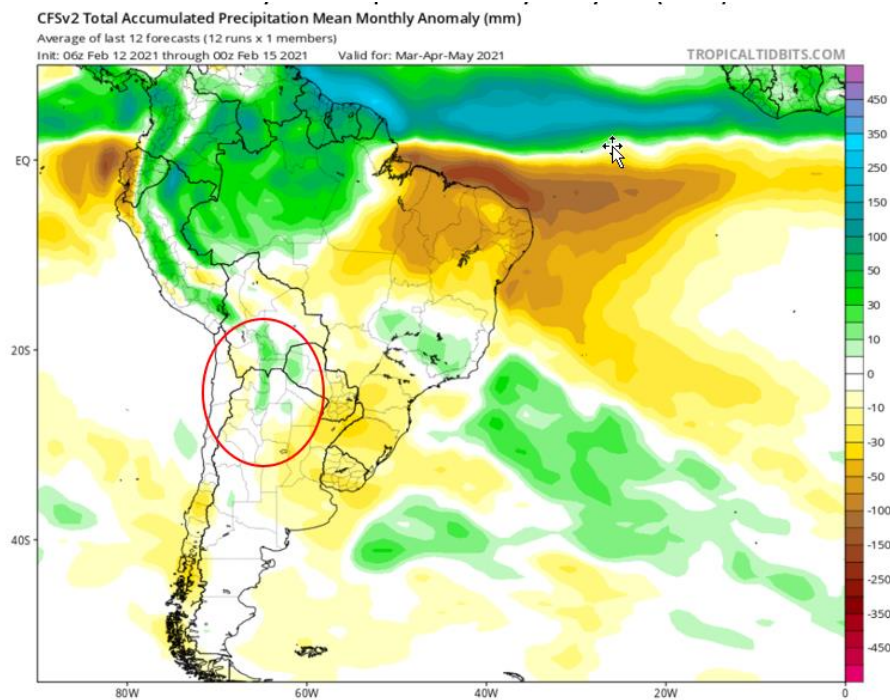 CFSv2 Total Accumulated Precipitation Mean Monthly Anomaly (mm)
Average of last 12 forecasts (12 runs x 1 members)
Init: 06z Feb 12 2021 through 00z Feb 15 2021 Valid for: Mar-Apr-May 2021
TROPICALTIDBITS.COM
EQ
20S
40S
80W
60W
40W
20W
0
450
350
250
150
100
50
30
10
0
-10
-30
-50
-100
-150
-250
-350
-450